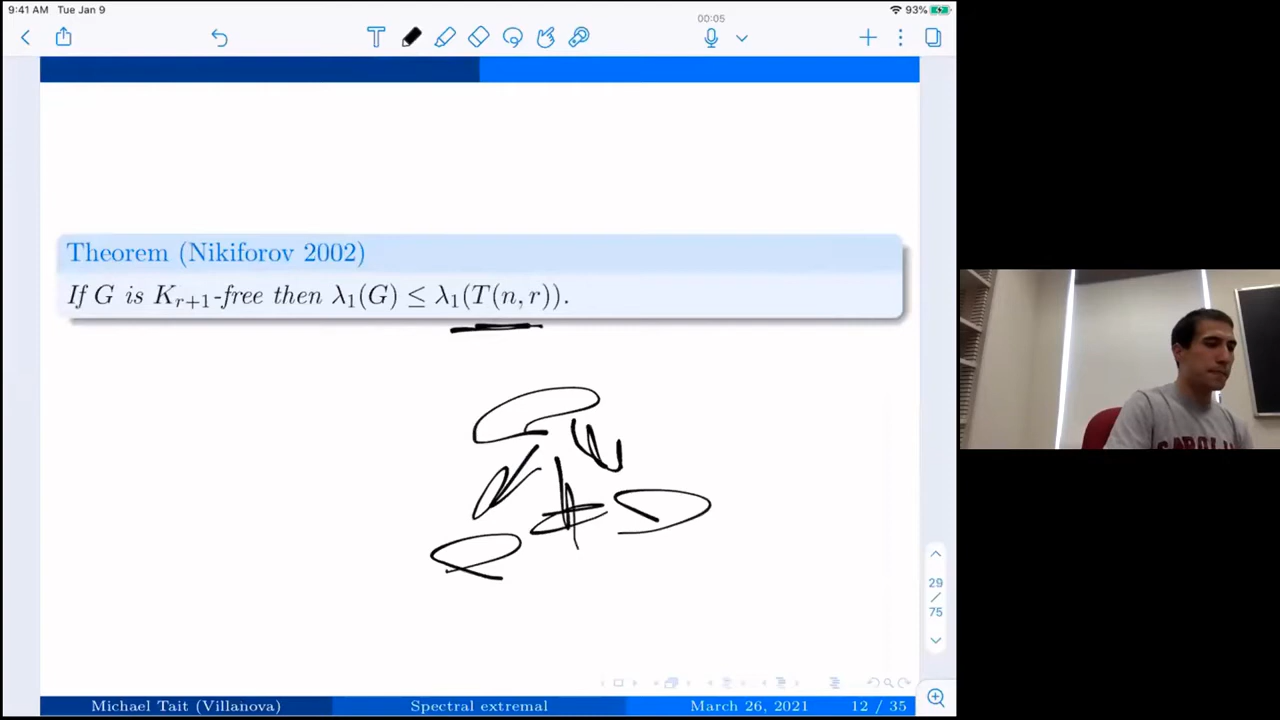 9:41 AM Tue Jan 9
93%
00:05
T
Theorem (Nikiforov 2002)
If G is K_{r+1}-free then λ_1(G) ≤ λ_1(T(n, r)).
29
/
75
Michael Tait (Villanova) Spectral extremal March 26, 2021 12 / 35